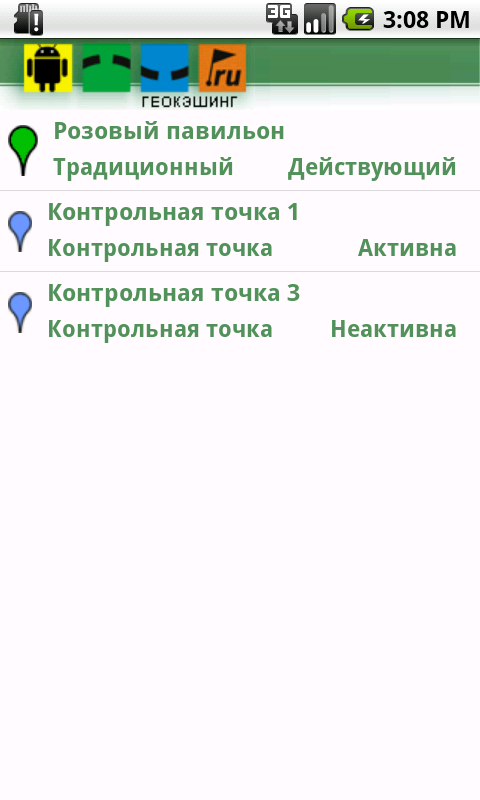 3G 3:08 PM
.ru
ГЕОКЭШИНГ
Розовый павильон
Традиционный Действующий
Контрольная точка 1
Контрольная точка Активна
Контрольная точка 3
Контрольная точка Неактивна